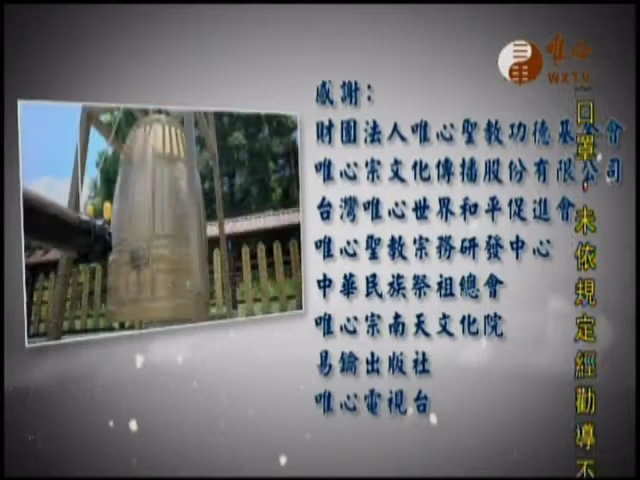 唯心
WXTV
感謝：
財團法人唯心聖教功德基金會
唯心宗文化傳播股份有限公司
台灣唯心世界和平促進會
唯心聖教宗務研發中心
中華民族祭祖總會
唯心宗南天文化院
易鑰出版社
唯心電視台
口罩，未依規定經勸導不